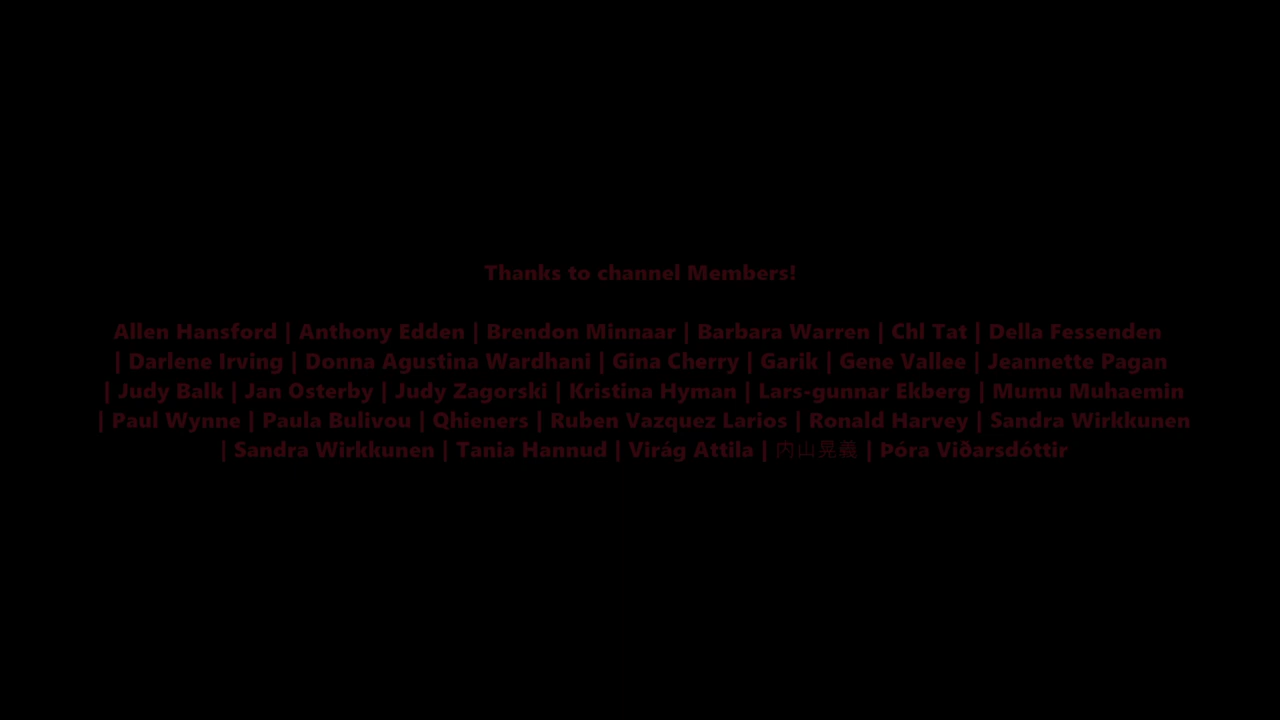 Thanks to channel Members!
Allen Hansford | Anthony Edden | Brendon Minnaar | Barbara Warren | Chl Tat | Della Fessenden
| Darlene Irving | Donna Agustina Wardhani | Gina Cherry | Garik | Gene Vallee | Jeannette Pagan
| Judy Balk | Jan Osterby | Judy Zagorski | Kristina Hyman | Lars-gunnar Ekberg | Mumu Muhaemin
| Paul Wynne | Paula Bulivou | Qhieners | Ruben Vazquez Larios | Ronald Harvey | Sandra Wirkkunen
| Sandra Wirkkunen | Tania Hannud | Virág Attila | 内山晃義 | Þóra Viðarsdóttir